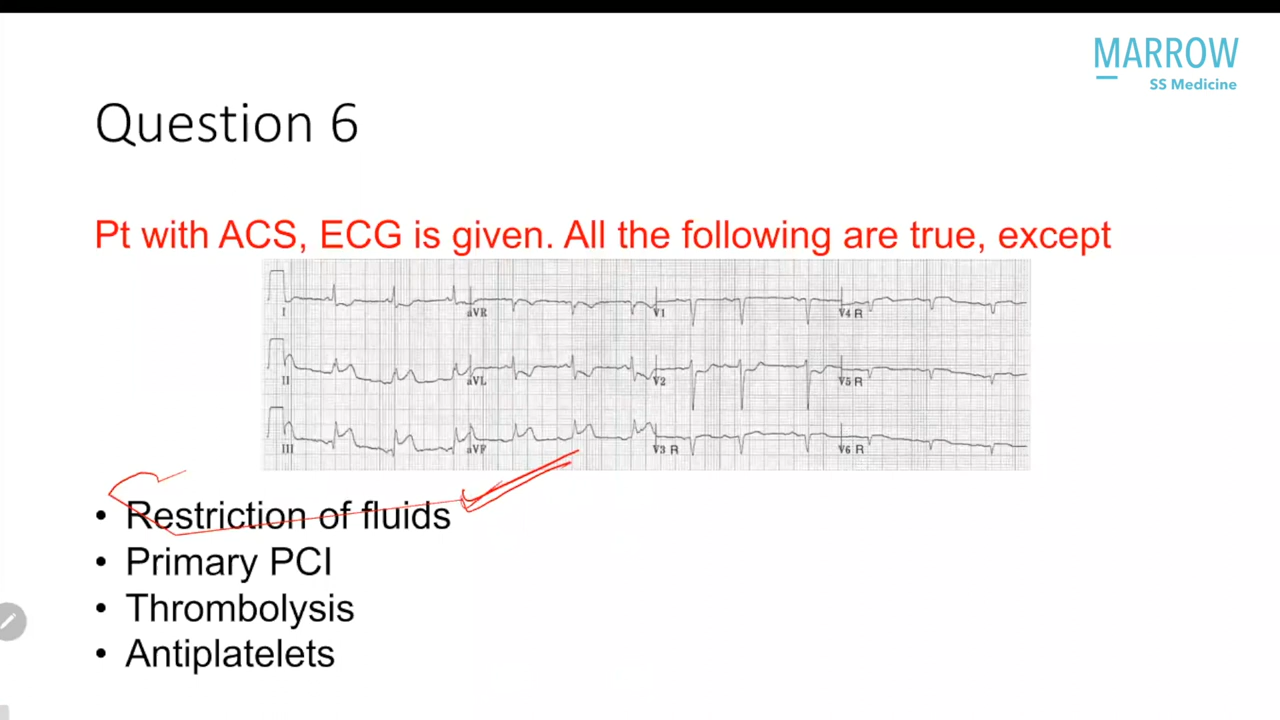 MARROW
SS Medicine
Question 6
Pt with ACS, ECG is given. All the following are true, except
I
aVR
V1
V4 R
II
aVL
V2
V5 R
III
aVF
V3 R
V6 R
• Restriction of fluids
• Primary PCI
• Thrombolysis
• Antiplatelets